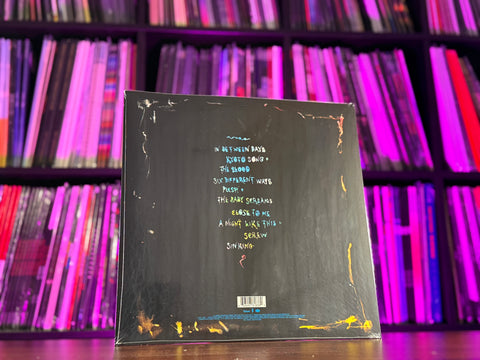 IN BETWEEN DAYS
KYOTO SONG +
THE BLOOD
SIX DIFFERENT WAYS
PUSH +
THE BABY SCREAMS
CLOSE TO ME
A NIGHT LIKE THIS +
SCREW
SINKING